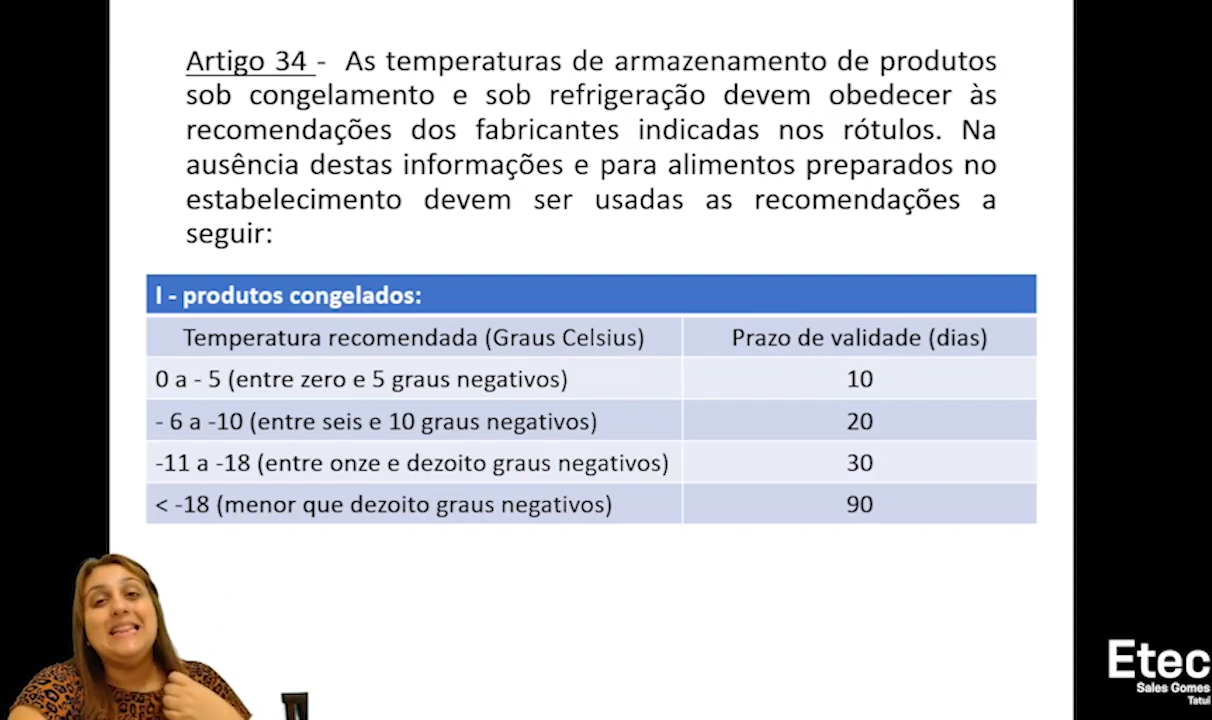 Artigo 34 - As temperaturas de armazenamento de produtos
sob congelamento e sob refrigeração devem obedecer às
recomendações dos fabricantes indicadas nos rótulos. Na
ausência destas informações e para alimentos preparados no
estabelecimento devem ser usadas as recomendações a
seguir:
I - produtos congelados:
Temperatura recomendada (Graus Celsius) Prazo de validade (dias)
0 a - 5 (entre zero e 5 graus negativos) 10
- 6 a -10 (entre seis e 10 graus negativos) 20
-11 a -18 (entre onze e dezoito graus negativos) 30
< -18 (menor que dezoito graus negativos) 90
Etec
Sales Gomes
Tatuí